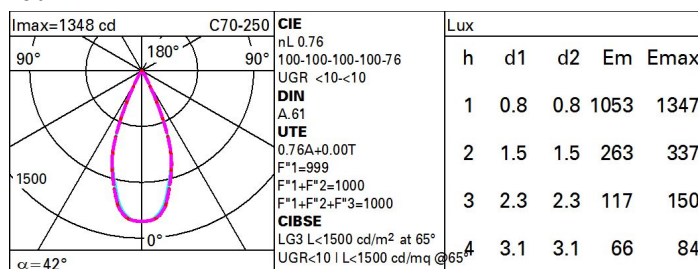 Imax=1348 cd C70-250
90° 180° 90°
1500
0°
α=42°
CIE
nL 0.76
100-100-100-100-76
UGR <10-<10
DIN
A.61
UTE
0.76A+0.00T
F"1=999
F"1+F"2=1000
F"1+F"2+F"3=1000
CIBSE
LG3 L<1500 cd/m² at 65°
UGR<10 | L<1500 cd/mq @65°
Lux
h d1 d2 Em Emax
1 0.8 0.8 1053 1347
2 1.5 1.5 263 337
3 2.3 2.3 117 150
4 3.1 3.1 66 84